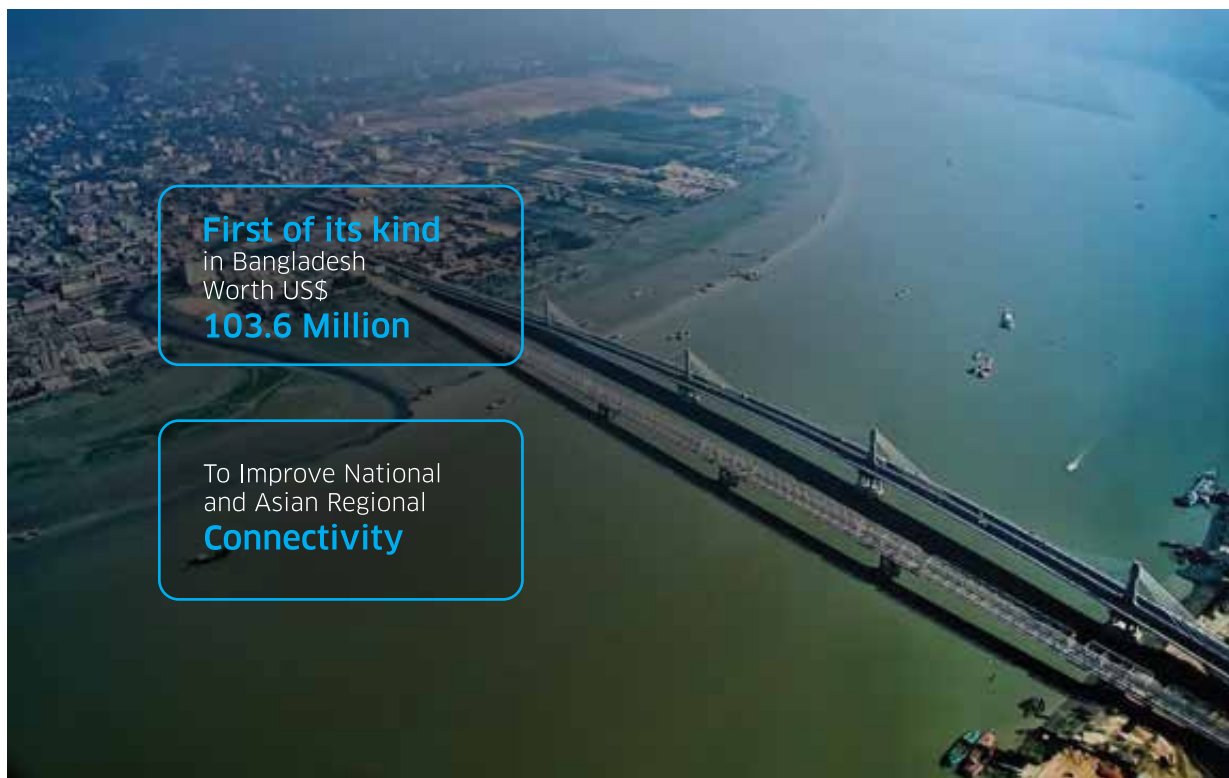 First of its kind
in Bangladesh
Worth US$
103.6 Million
To Improve National
and Asian Regional
Connectivity